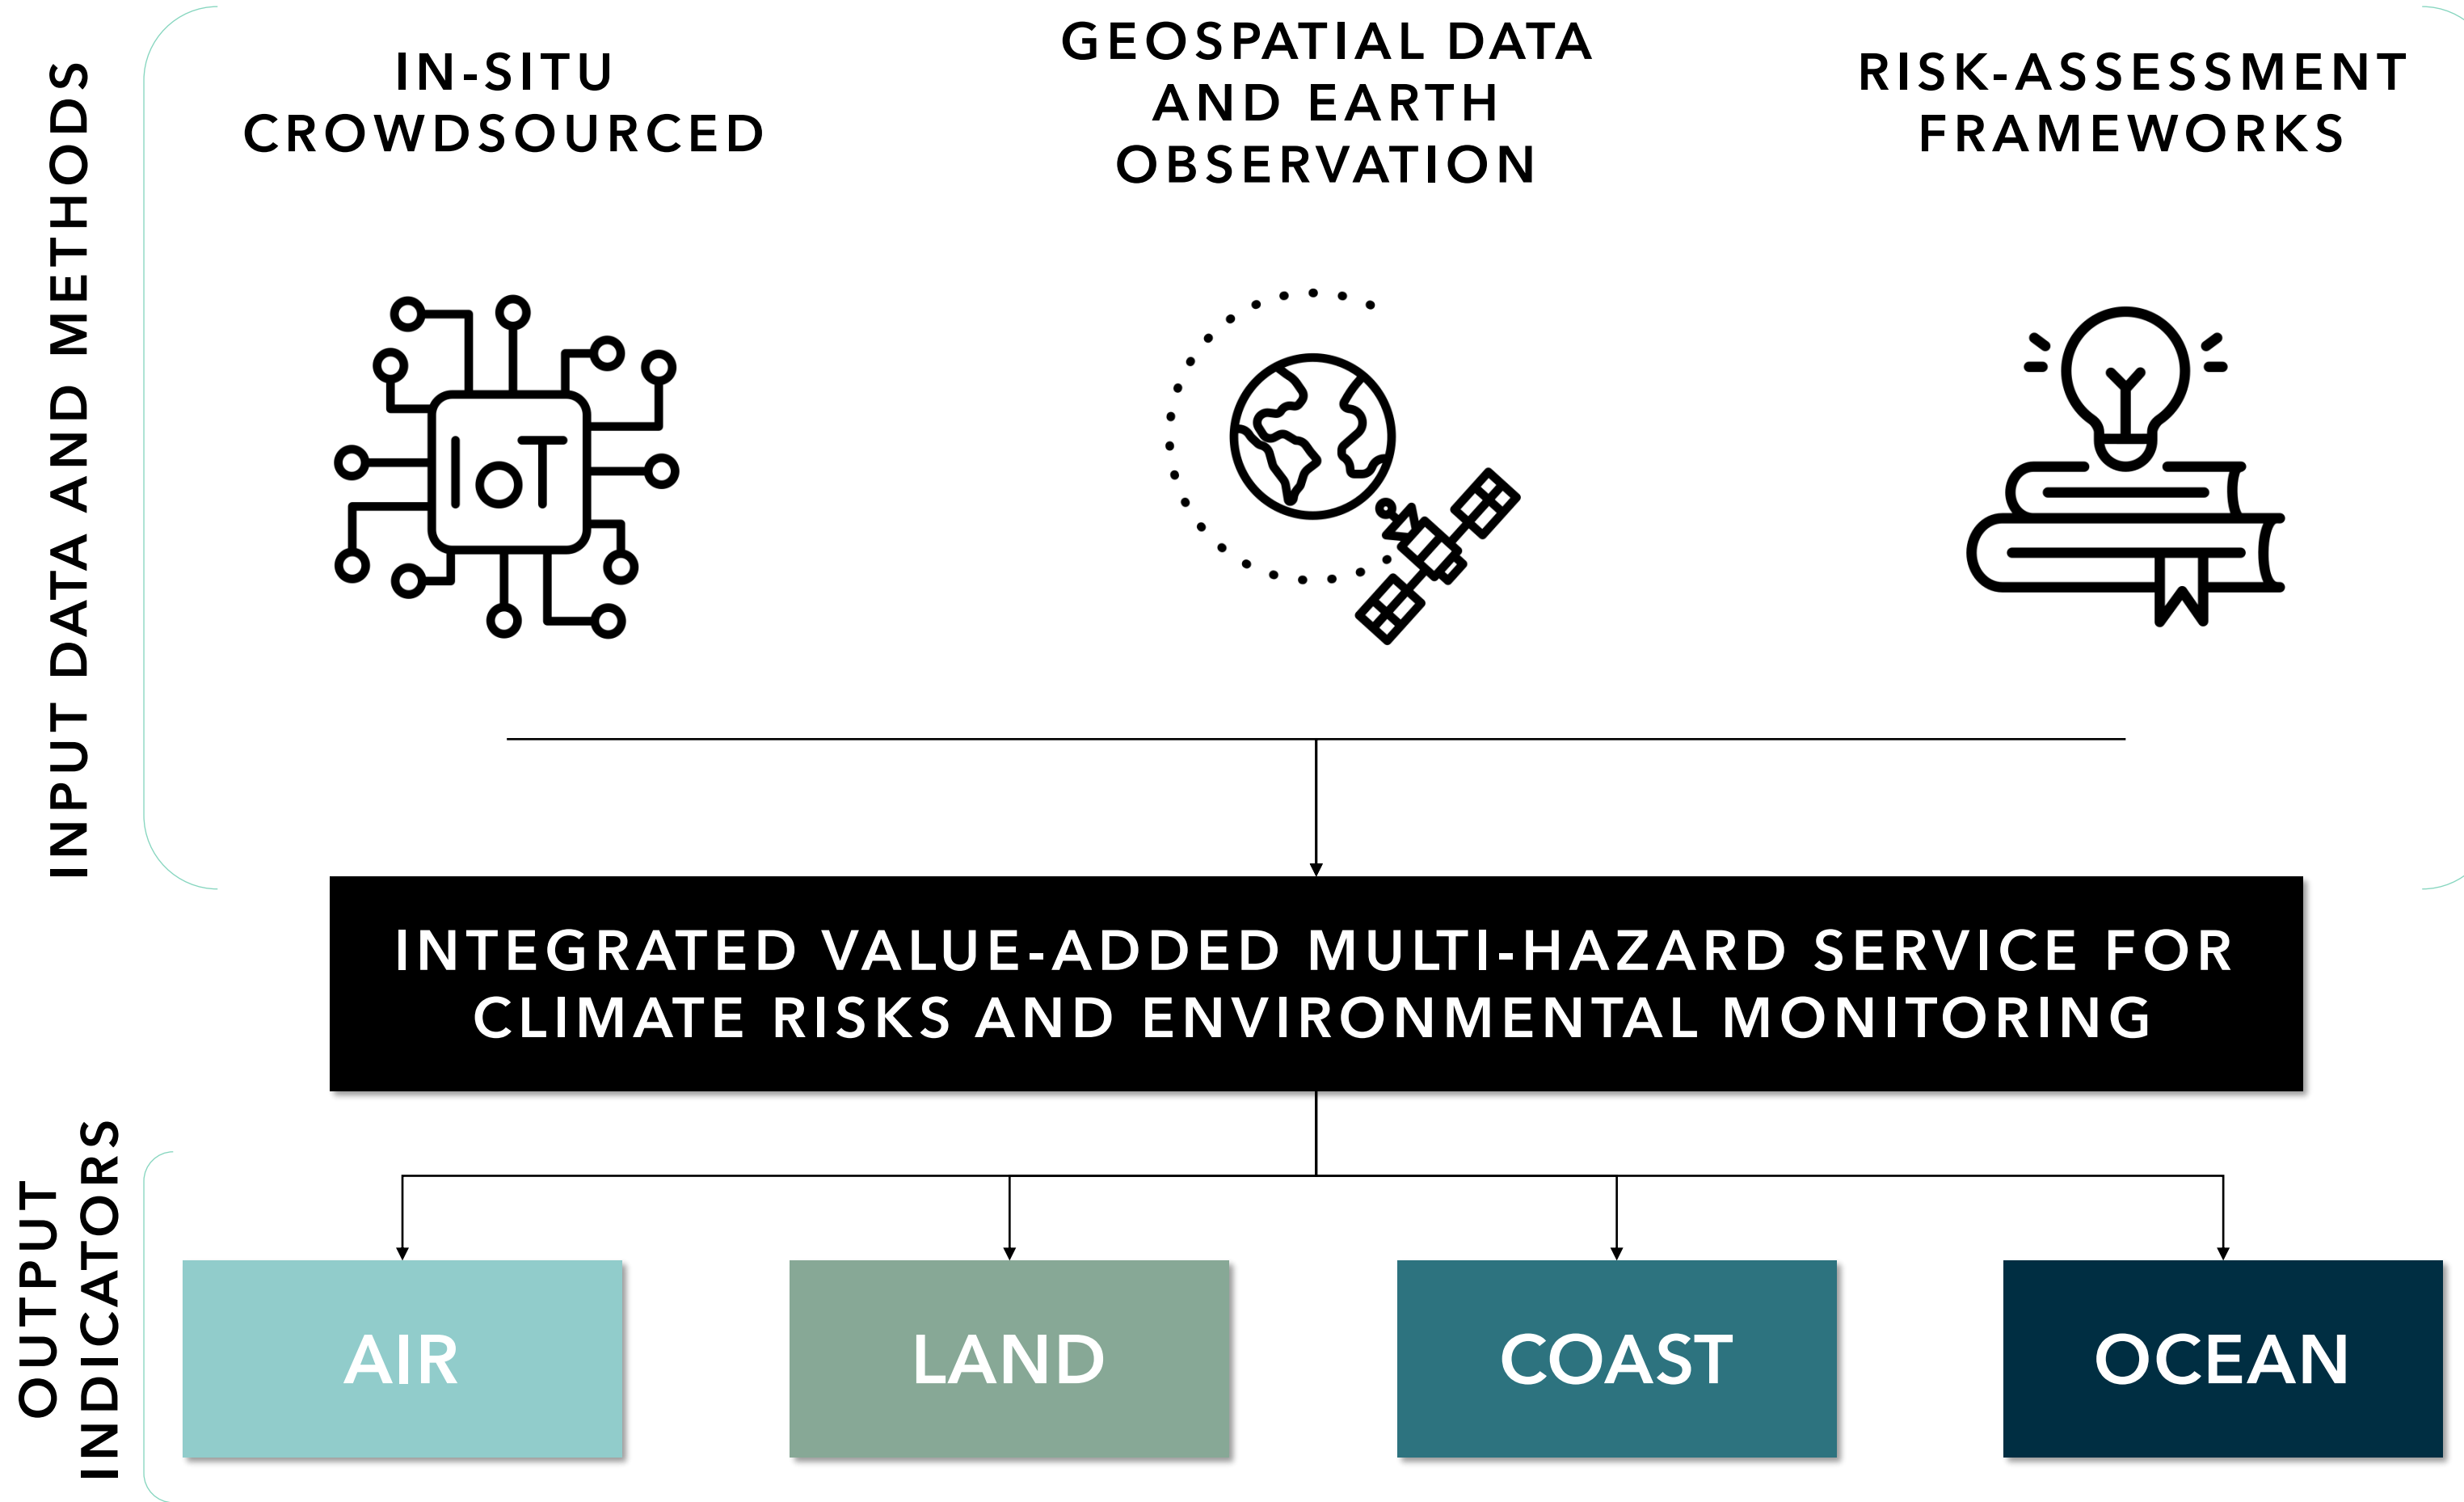 INPUT DATA AND METHODS
IN-SITU
CROWDSOURCED
GEOSPATIAL DATA
AND EARTH
OBSERVATION
RISK-ASSESSMENT
FRAMEWORKS
IoT
INTEGRATED VALUE-ADDED MULTI-HAZARD SERVICE FOR
CLIMATE RISKS AND ENVIRONMENTAL MONITORING
OUTPUT
INDICATORS
AIR
LAND
COAST
OCEAN